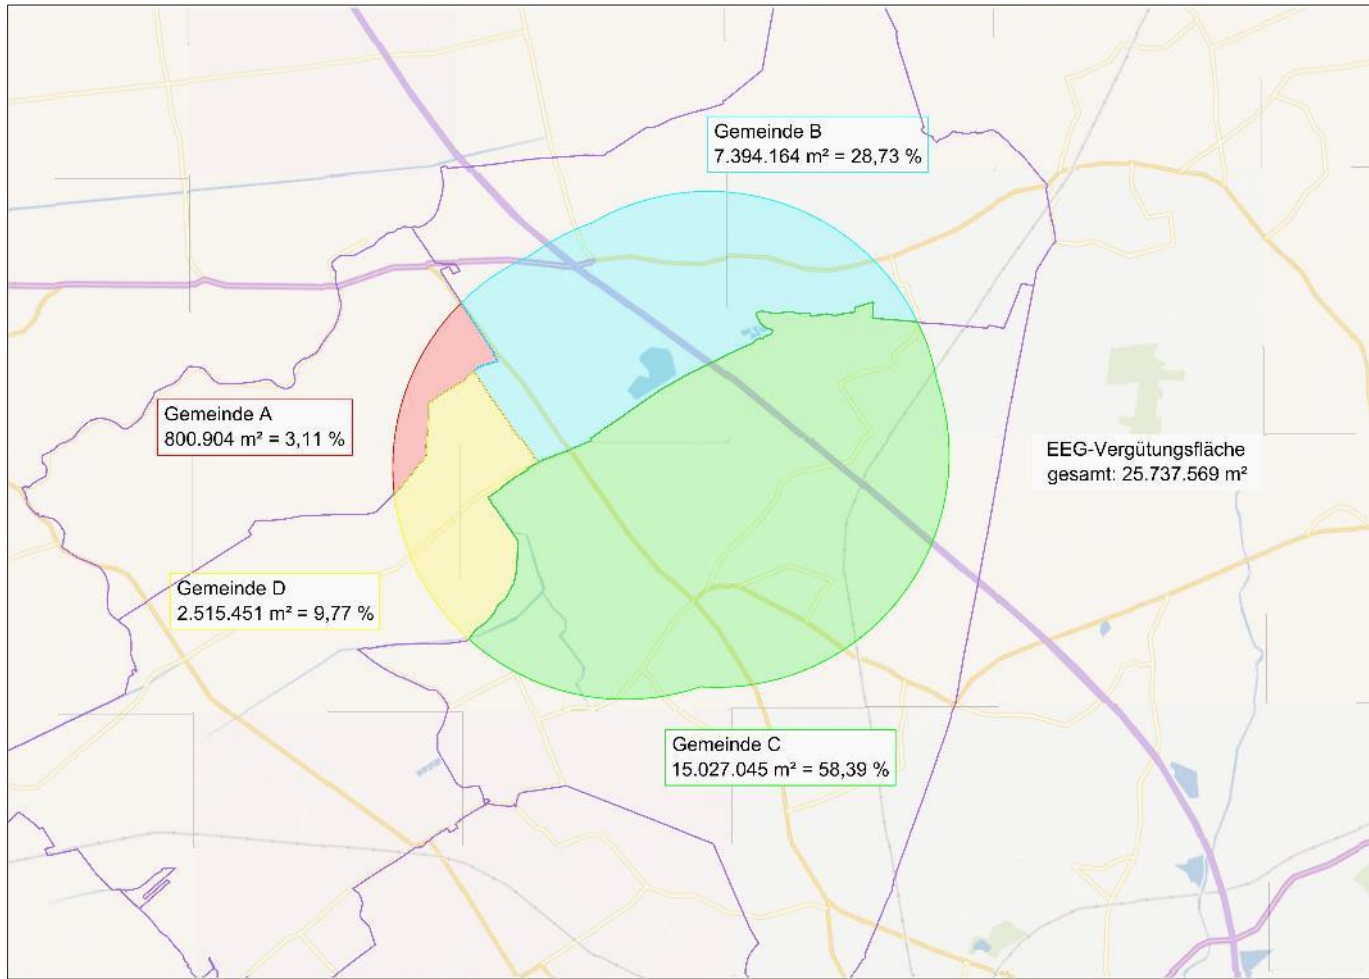 Gemeinde B
7.394.164 m² = 28,73 %
Gemeinde A
800.904 m² = 3,11 %
EEG-Vergütungsfläche
gesamt: 25.737.569 m²
Gemeinde D
2.515.451 m² = 9,77 %
Gemeinde C
15.027.045 m² = 58,39 %